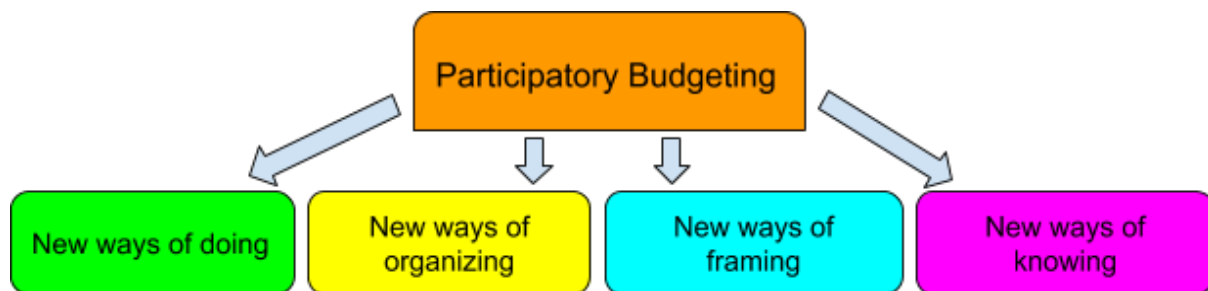 Participatory Budgeting
New ways of doing
New ways of
organizing
New ways of
framing
New ways of
knowing